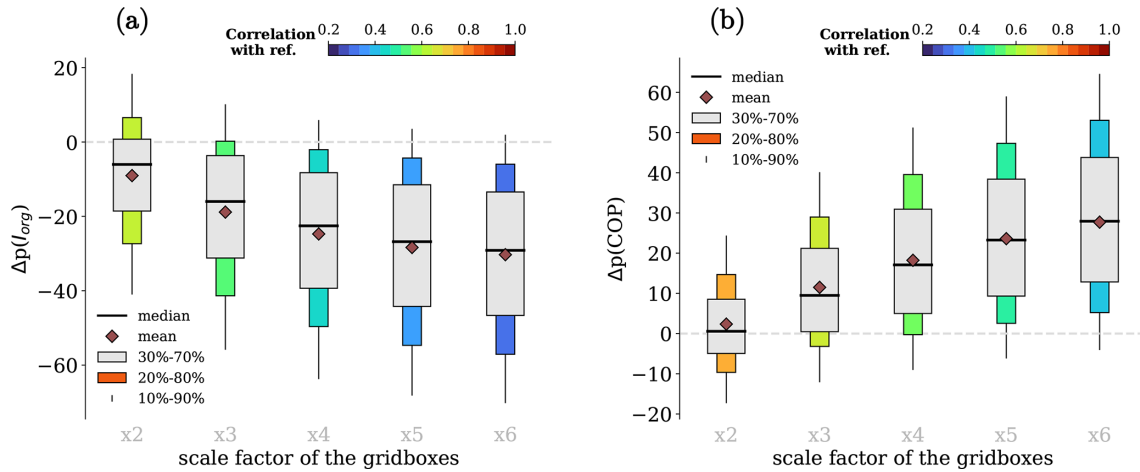 (a)
Correlation
with ref.
0.2 0.4 0.6 0.8 1.0
20
0
−20
−40
−60
Δp(I_org)
median
mean
30%-70%
20%-80%
10%-90%
x2 x3 x4 x5 x6
scale factor of the gridboxes
(b)
Correlation
with ref.
0.2 0.4 0.6 0.8 1.0
median
mean
30%-70%
20%-80%
10%-90%
60
50
40
30
20
10
0
−10
−20
Δp(COP)
x2 x3 x4 x5 x6
scale factor of the gridboxes